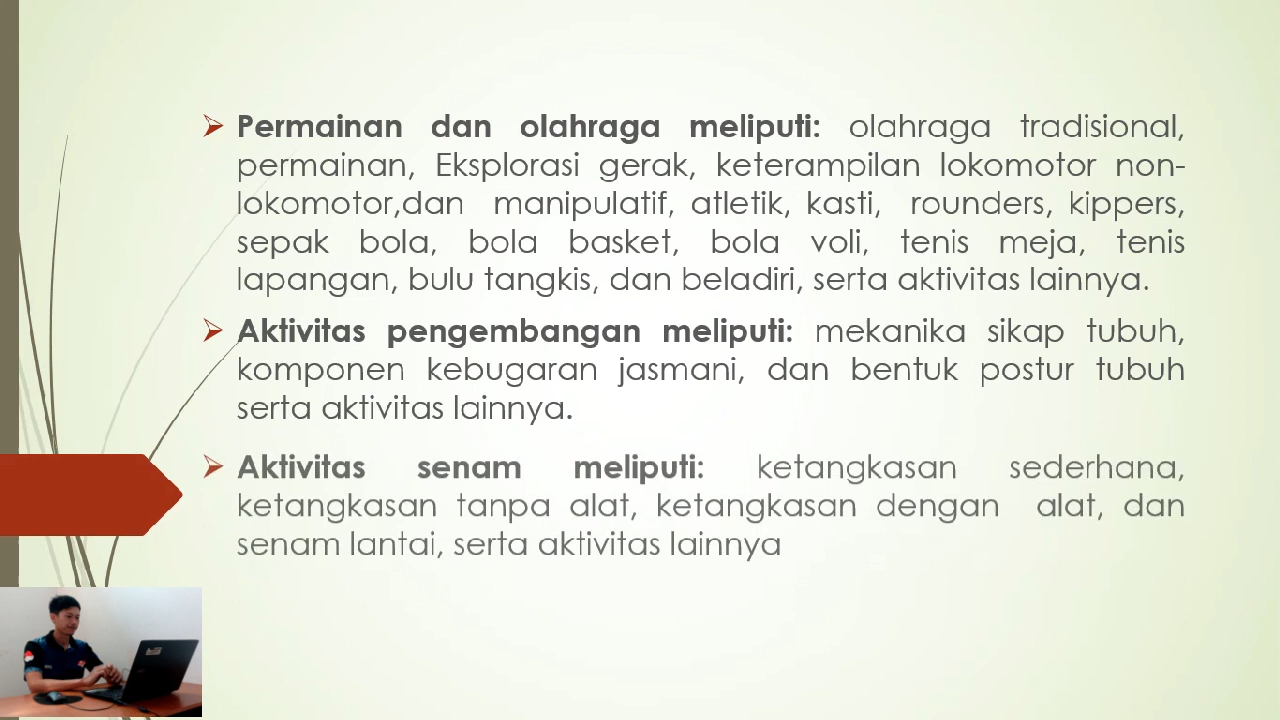 Permainan dan olahraga meliputi: olahraga tradisional,
permainan, Eksplorasi gerak, keterampilan lokomotor non-
lokomotor,dan manipulatif, atletik, kasti, rounders, kippers,
sepak bola, bola basket, bola voli, tenis meja, tenis
lapangan, bulu tangkis, dan beladiri, serta aktivitas lainnya.
Aktivitas pengembangan meliputi: mekanika sikap tubuh,
komponen kebugaran jasmani, dan bentuk postur tubuh
serta aktivitas lainnya.
Aktivitas senam meliputi: ketangkasan sederhana,
ketangkasan tanpa alat, ketangkasan dengan alat, dan
senam lantai, serta aktivitas lainnya